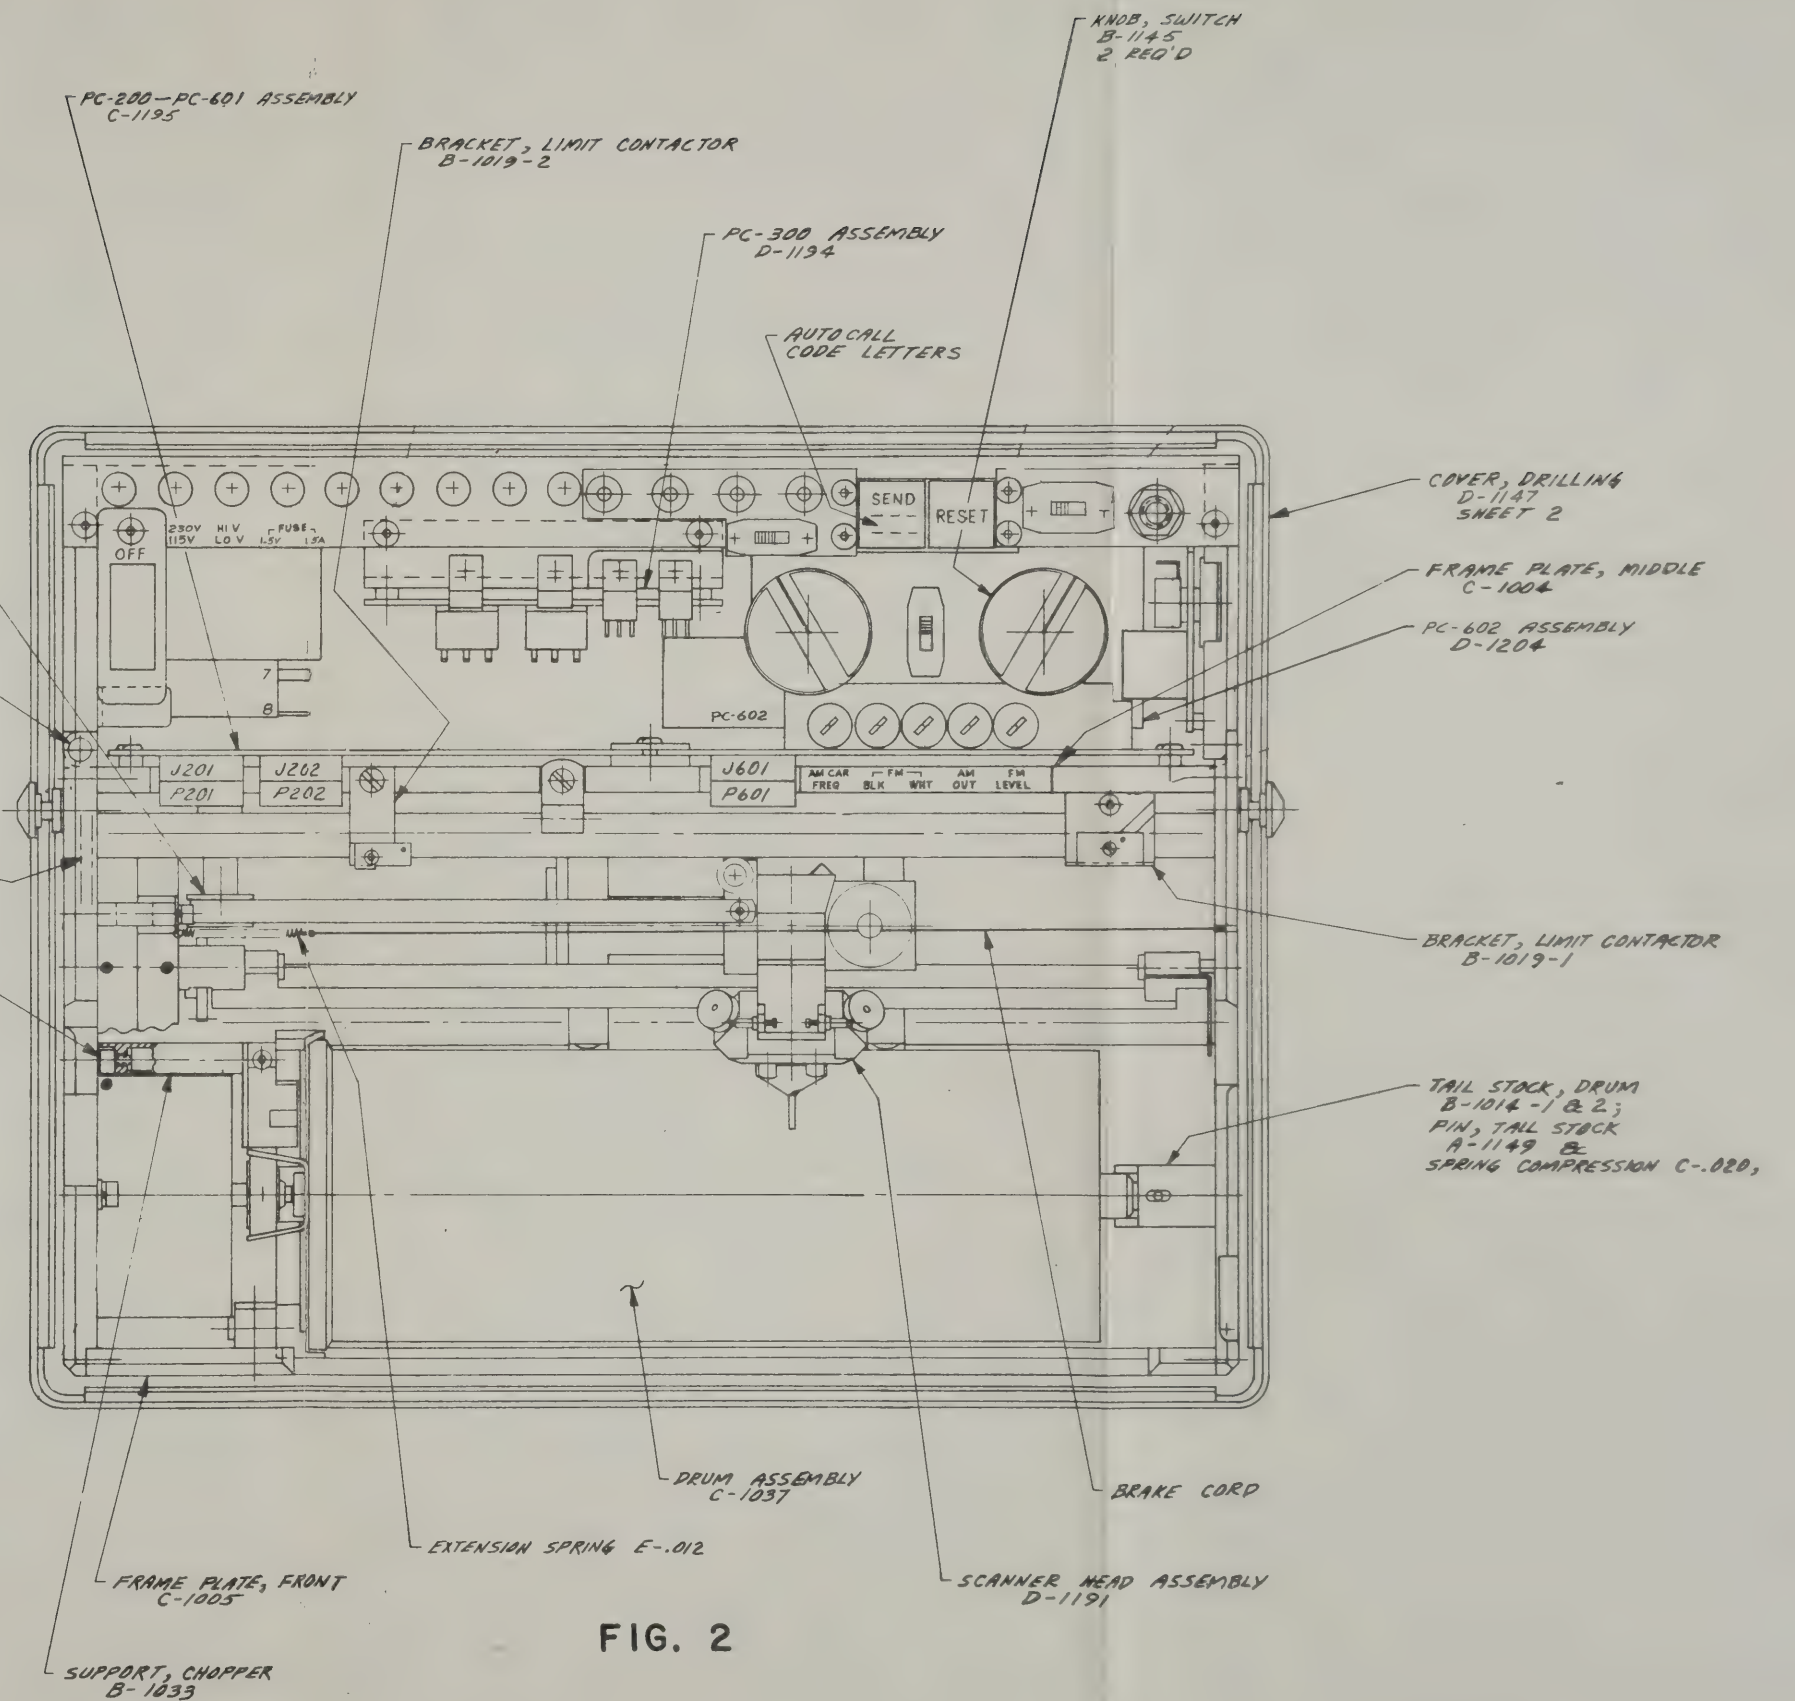 KNOB, SWITCH
B-1145
2 REQ'D
PC-200-PC-601 ASSEMBLY
C-1195
BRACKET, LIMIT CONTACTOR
B-1019-2
PC-300 ASSEMBLY
D-1194
AUTO CALL
CODE LETTERS
COVER, DRILLING
D-1147
SHEET 2
SEND
RESET
230V HI V FUSE
115V LO V 1.5V 1.5A
OFF
FRAME PLATE, MIDDLE
C-1004
PC-602 ASSEMBLY
D-1204
7
8
PC-602
J201
P201
J202
P202
J601
P601
AM CAR FM AM FM
FREQ BLK WHT OUT LEVEL
BRACKET, LIMIT CONTACTOR
B-1019-1
TAIL STOCK, DRUM
B-1014-1 & 2;
PIN, TAIL STOCK
A-1149 &
SPRING COMPRESSION C-.020,
DRUM ASSEMBLY
C-1037
BRAKE CORD
EXTENSION SPRING E-.012
FRAME PLATE, FRONT
C-1005
SCANNER HEAD ASSEMBLY
D-1191
FIG. 2
SUPPORT, CHOPPER
B-1033